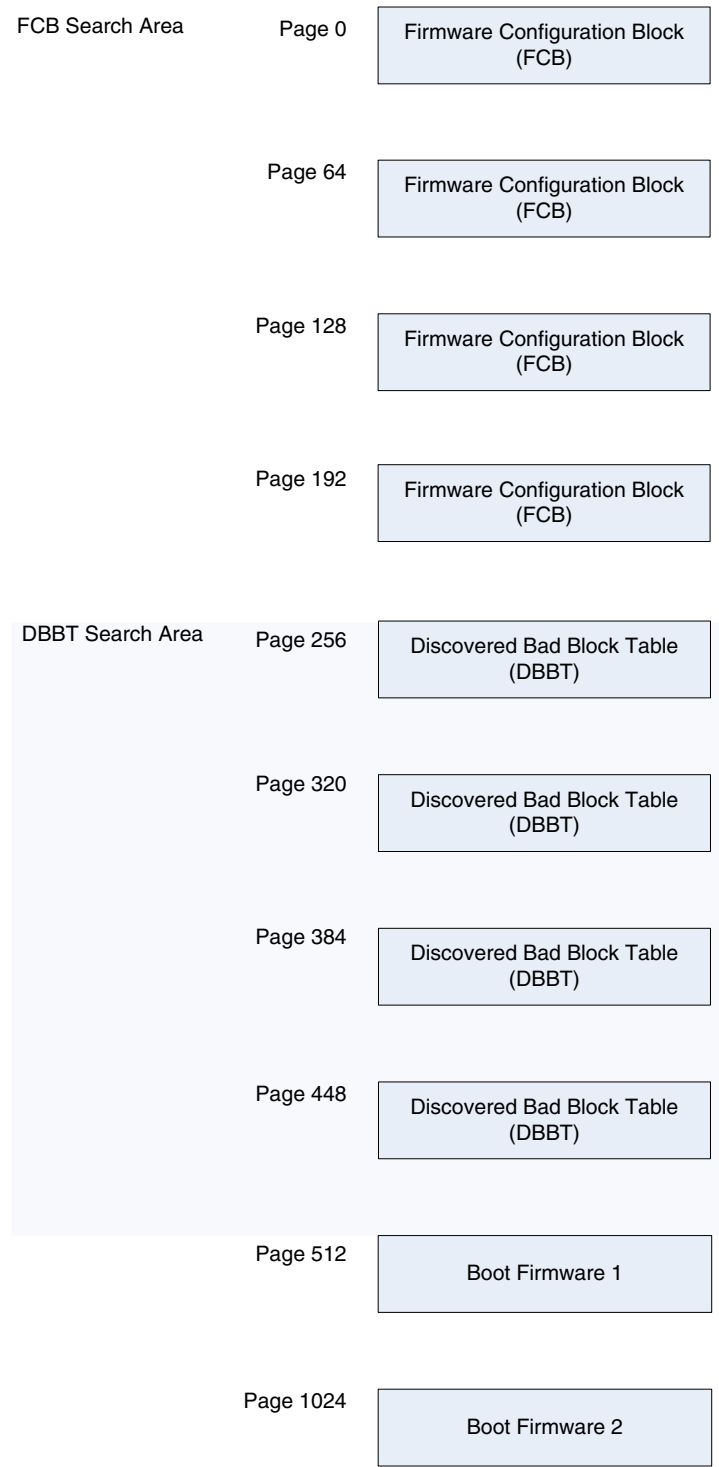 FCB Search Area
Page 0
Firmware Configuration Block
(FCB)
Page 64
Firmware Configuration Block
(FCB)
Page 128
Firmware Configuration Block
(FCB)
Page 192
Firmware Configuration Block
(FCB)
DBBT Search Area
Page 256
Discovered Bad Block Table
(DBBT)
Page 320
Discovered Bad Block Table
(DBBT)
Page 384
Discovered Bad Block Table
(DBBT)
Page 448
Discovered Bad Block Table
(DBBT)
Page 512
Boot Firmware 1
Page 1024
Boot Firmware 2